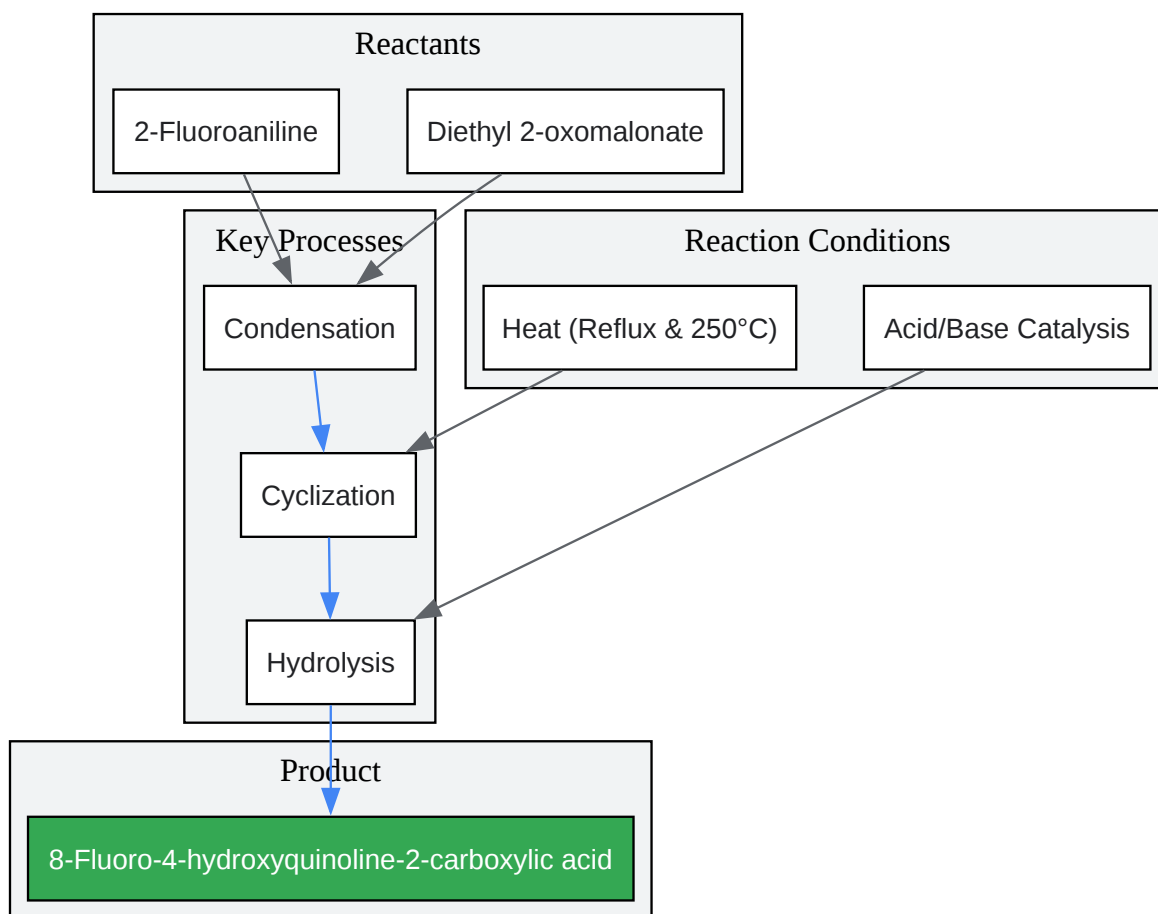 Reactants
2-Fluoroaniline
Diethyl 2-oxomalonate
Key Processes
Reaction Conditions
Condensation
Heat (Reflux & 250°C)
Acid/Base Catalysis
Cyclization
Hydrolysis
Product
8-Fluoro-4-hydroxyquinoline-2-carboxylic acid